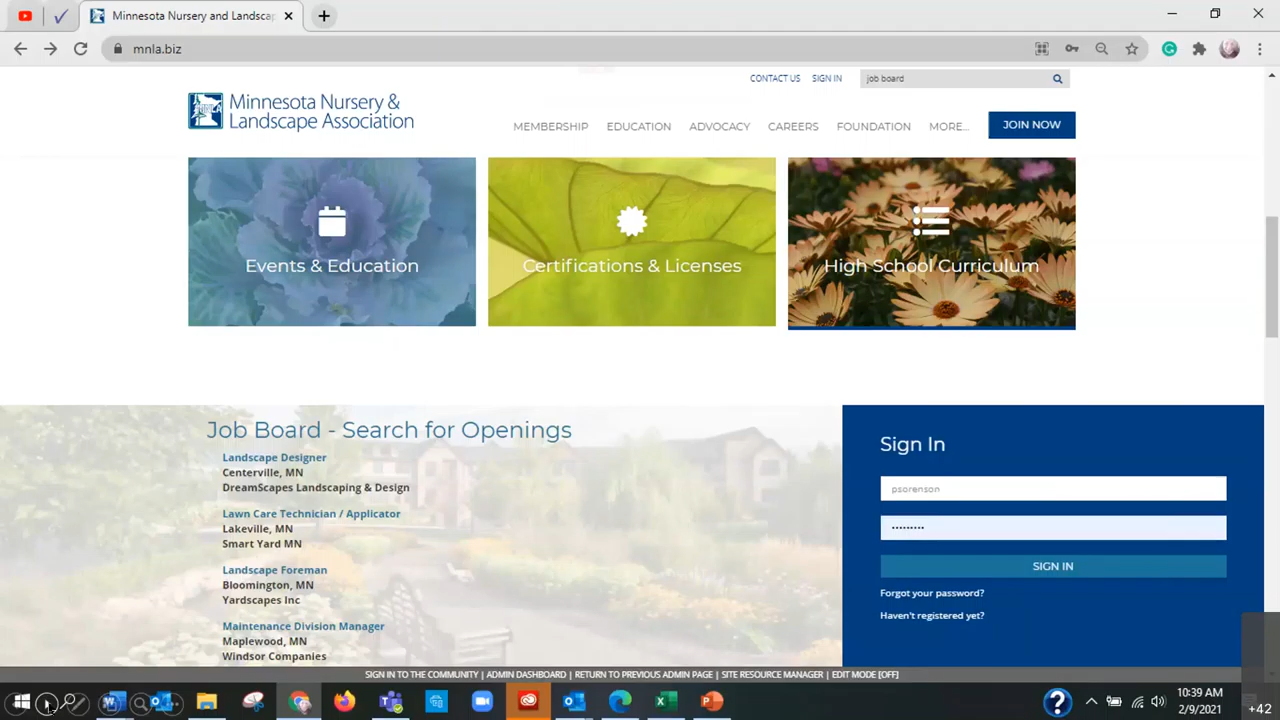 Minnesota Nursery and Landscap
mnla.biz
CONTACT US SIGN IN job board
Minnesota Nursery &
Landscape Association
MEMBERSHIP EDUCATION ADVOCACY CAREERS FOUNDATION MORE... JOIN NOW
Events & Education
Certifications & Licenses
High School Curriculum
Job Board - Search for Openings
Landscape Designer
Centerville, MN
DreamScapes Landscaping & Design
Lawn Care Technician / Applicator
Lakeville, MN
Smart Yard MN
Landscape Foreman
Bloomington, MN
Yardscapes Inc
Maintenance Division Manager
Maplewood, MN
Windsor Companies
Sign In
psorenson
•••••••••
SIGN IN
Forgot your password?
Haven't registered yet?
SIGN IN TO THE COMMUNITY | ADMIN DASHBOARD | RETURN TO PREVIOUS ADMIN PAGE | SITE RESOURCE MANAGER | EDIT MODE [OFF]
10:39 AM
2/9/2021
+42